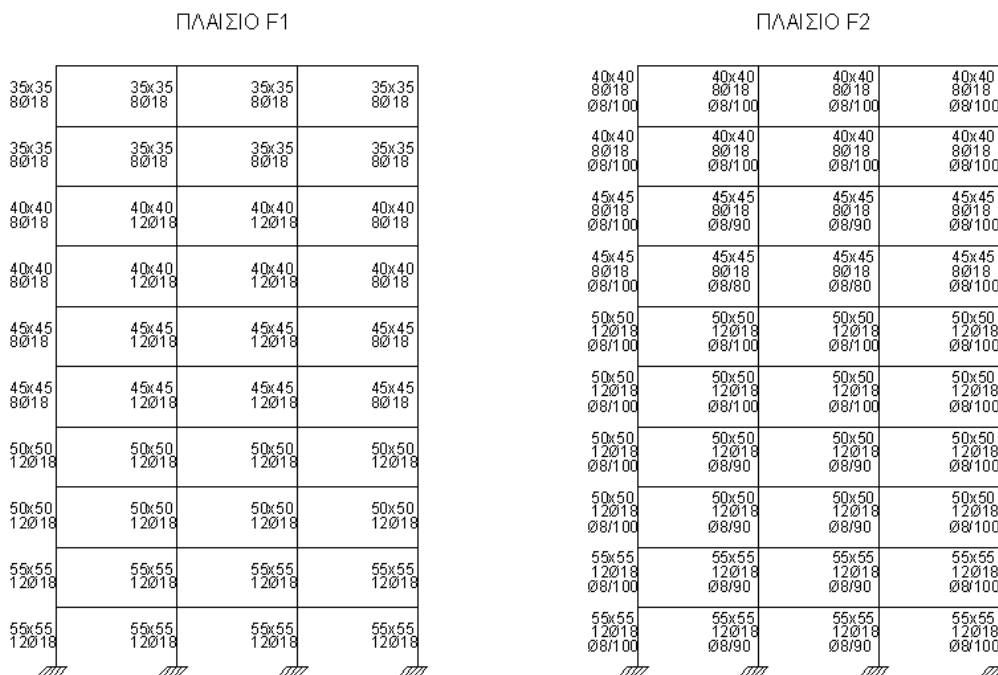 ΠΛΑΙΣΙΟ F1
35x35 35x35 35x35 35x35
8Ø18 8Ø18 8Ø18 8Ø18
35x35 35x35 35x35 35x35
8Ø18 8Ø18 8Ø18 8Ø18
40x40 40x40 40x40 40x40
8Ø18 12Ø18 12Ø18 8Ø18
40x40 40x40 40x40 40x40
8Ø18 12Ø18 12Ø18 8Ø18
45x45 45x45 45x45 45x45
8Ø18 12Ø18 12Ø18 8Ø18
45x45 45x45 45x45 45x45
8Ø18 12Ø18 12Ø18 8Ø18
50x50 50x50 50x50 50x50
12Ø18 12Ø18 12Ø18 12Ø18
50x50 50x50 50x50 50x50
12Ø18 12Ø18 12Ø18 12Ø18
55x55 55x55 55x55 55x55
12Ø18 12Ø18 12Ø18 12Ø18
55x55 55x55 55x55 55x55
12Ø18 12Ø18 12Ø18 12Ø18
ΠΛΑΙΣΙΟ F2
40x40 40x40 40x40 40x40
8Ø18 8Ø18 8Ø18 8Ø18
Ø8/100 Ø8/100 Ø8/100 Ø8/100
40x40 40x40 40x40 40x40
8Ø18 8Ø18 8Ø18 8Ø18
Ø8/100 Ø8/100 Ø8/100 Ø8/100
45x45 45x45 45x45 45x45
8Ø18 8Ø18 8Ø18 8Ø18
Ø8/100 Ø8/90 Ø8/90 Ø8/100
45x45 45x45 45x45 45x45
8Ø18 8Ø18 8Ø18 8Ø18
Ø8/100 Ø8/80 Ø8/80 Ø8/100
50x50 50x50 50x50 50x50
12Ø18 12Ø18 12Ø18 12Ø18
Ø8/100 Ø8/100 Ø8/100 Ø8/100
50x50 50x50 50x50 50x50
12Ø18 12Ø18 12Ø18 12Ø18
Ø8/100 Ø8/100 Ø8/100 Ø8/100
50x50 50x50 50x50 50x50
12Ø18 12Ø18 12Ø18 12Ø18
Ø8/100 Ø8/90 Ø8/90 Ø8/100
50x50 50x50 50x50 50x50
12Ø18 12Ø18 12Ø18 12Ø18
Ø8/100 Ø8/90 Ø8/90 Ø8/100
55x55 55x55 55x55 55x55
12Ø18 12Ø18 12Ø18 12Ø18
Ø8/100 Ø8/90 Ø8/90 Ø8/100
55x55 55x55 55x55 55x55
12Ø18 12Ø18 12Ø18 12Ø18
Ø8/100 Ø8/90 Ø8/90 Ø8/100